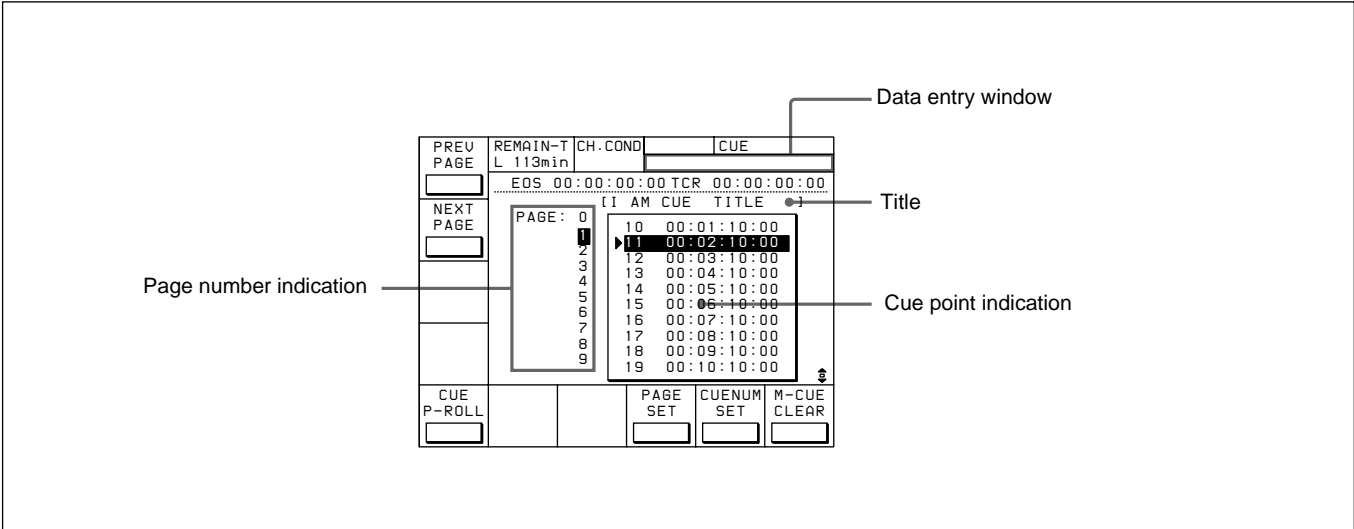 Data entry window
PREV PAGE
REMAIN-T
L 113min
CH.COND
CUE
EOS 00:00:00:00 TCR 00:00:00:00
[I AM CUE TITLE ]
Title
NEXT PAGE
PAGE: 0
1
2
3
4
5
6
7
8
9
10 00:01:10:00
11 00:02:10:00
12 00:03:10:00
13 00:04:10:00
14 00:05:10:00
15 00:06:10:00
16 00:07:10:00
17 00:08:10:00
18 00:09:10:00
19 00:10:10:00
Page number indication
Cue point indication
CUE P-ROLL
PAGE SET
CUENUM SET
M-CUE CLEAR